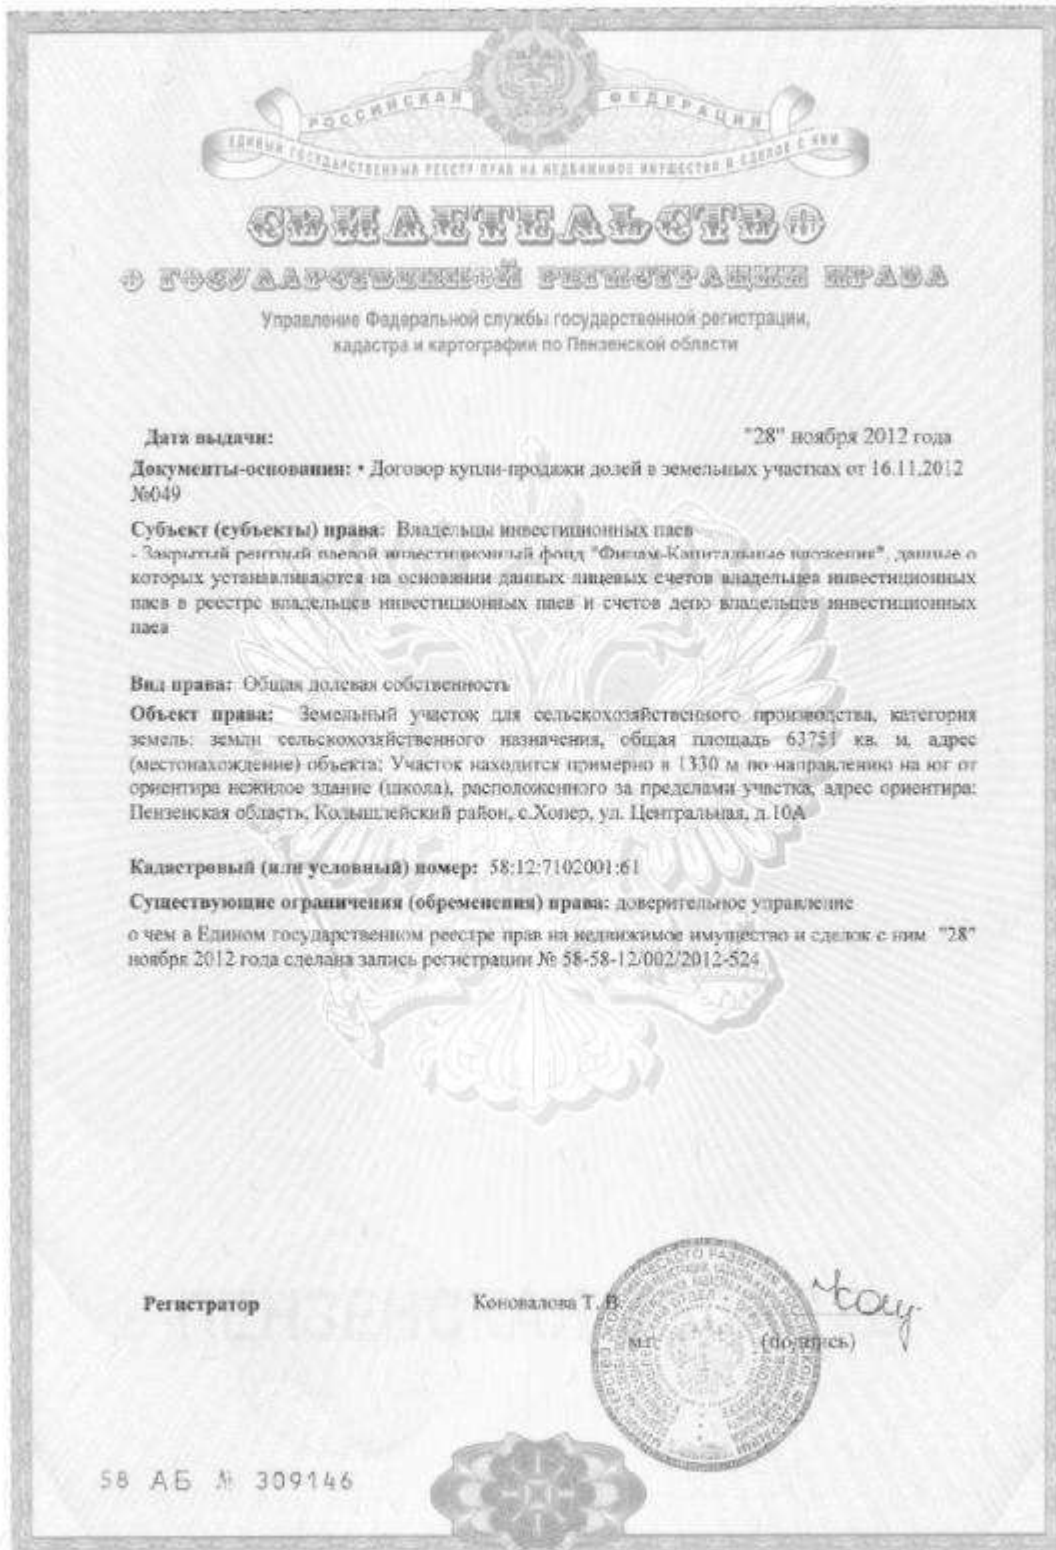 РОССИЙСКАЯ ФЕДЕРАЦИЯ
ЕДИНЫЙ ГОСУДАРСТВЕННЫЙ РЕЕСТР ПРАВ НА НЕДВИЖИМОЕ ИМУЩЕСТВО И СДЕЛОК С НИМ
СВИДЕТЕЛЬСТВО
О ГОСУДАРСТВЕННОЙ РЕГИСТРАЦИИ ПРАВА
Управление Федеральной службы государственной регистрации,
кадастра и картографии по Пензенской области
Дата выдачи: "28" ноября 2012 года
Документы-основания: • Договор купли-продажи долей в земельных участках от 16.11.2012
№049
Субъект (субъекты) права: Владельцы инвестиционных паев
- Закрытый рентный паевой инвестиционный фонд "Финам-Капитальные вложения", данные о
которых устанавливаются на основании данных лицевых счетов владельцев инвестиционных
паев в реестре владельцев инвестиционных паев и счетов депо владельцев инвестиционных
паев
Вид права: Общая долевая собственность
Объект права: Земельный участок для сельскохозяйственного производства, категория
земель: земли сельскохозяйственного назначения, общая площадь 63751 кв. м, адрес
(местонахождение) объекта: Участок находится примерно в 1330 м по направлению на юг от
ориентира нежилое здание (школа), расположенного за пределами участка, адрес ориентира:
Пензенская область, Колышлейский район, с.Хопер, ул. Центральная, д.10А
Кадастровый (или условный) номер: 58:12:7102001:61
Существующие ограничения (обременения) права: доверительное управление
о чем в Едином государственном реестре прав на недвижимое имущество и сделок с ним "28"
ноября 2012 года сделана запись регистрации № 58-58-12/002/2012-524
Регистратор Коновалова Т. В.
м.п. (подпись)
58 АБ № 309146